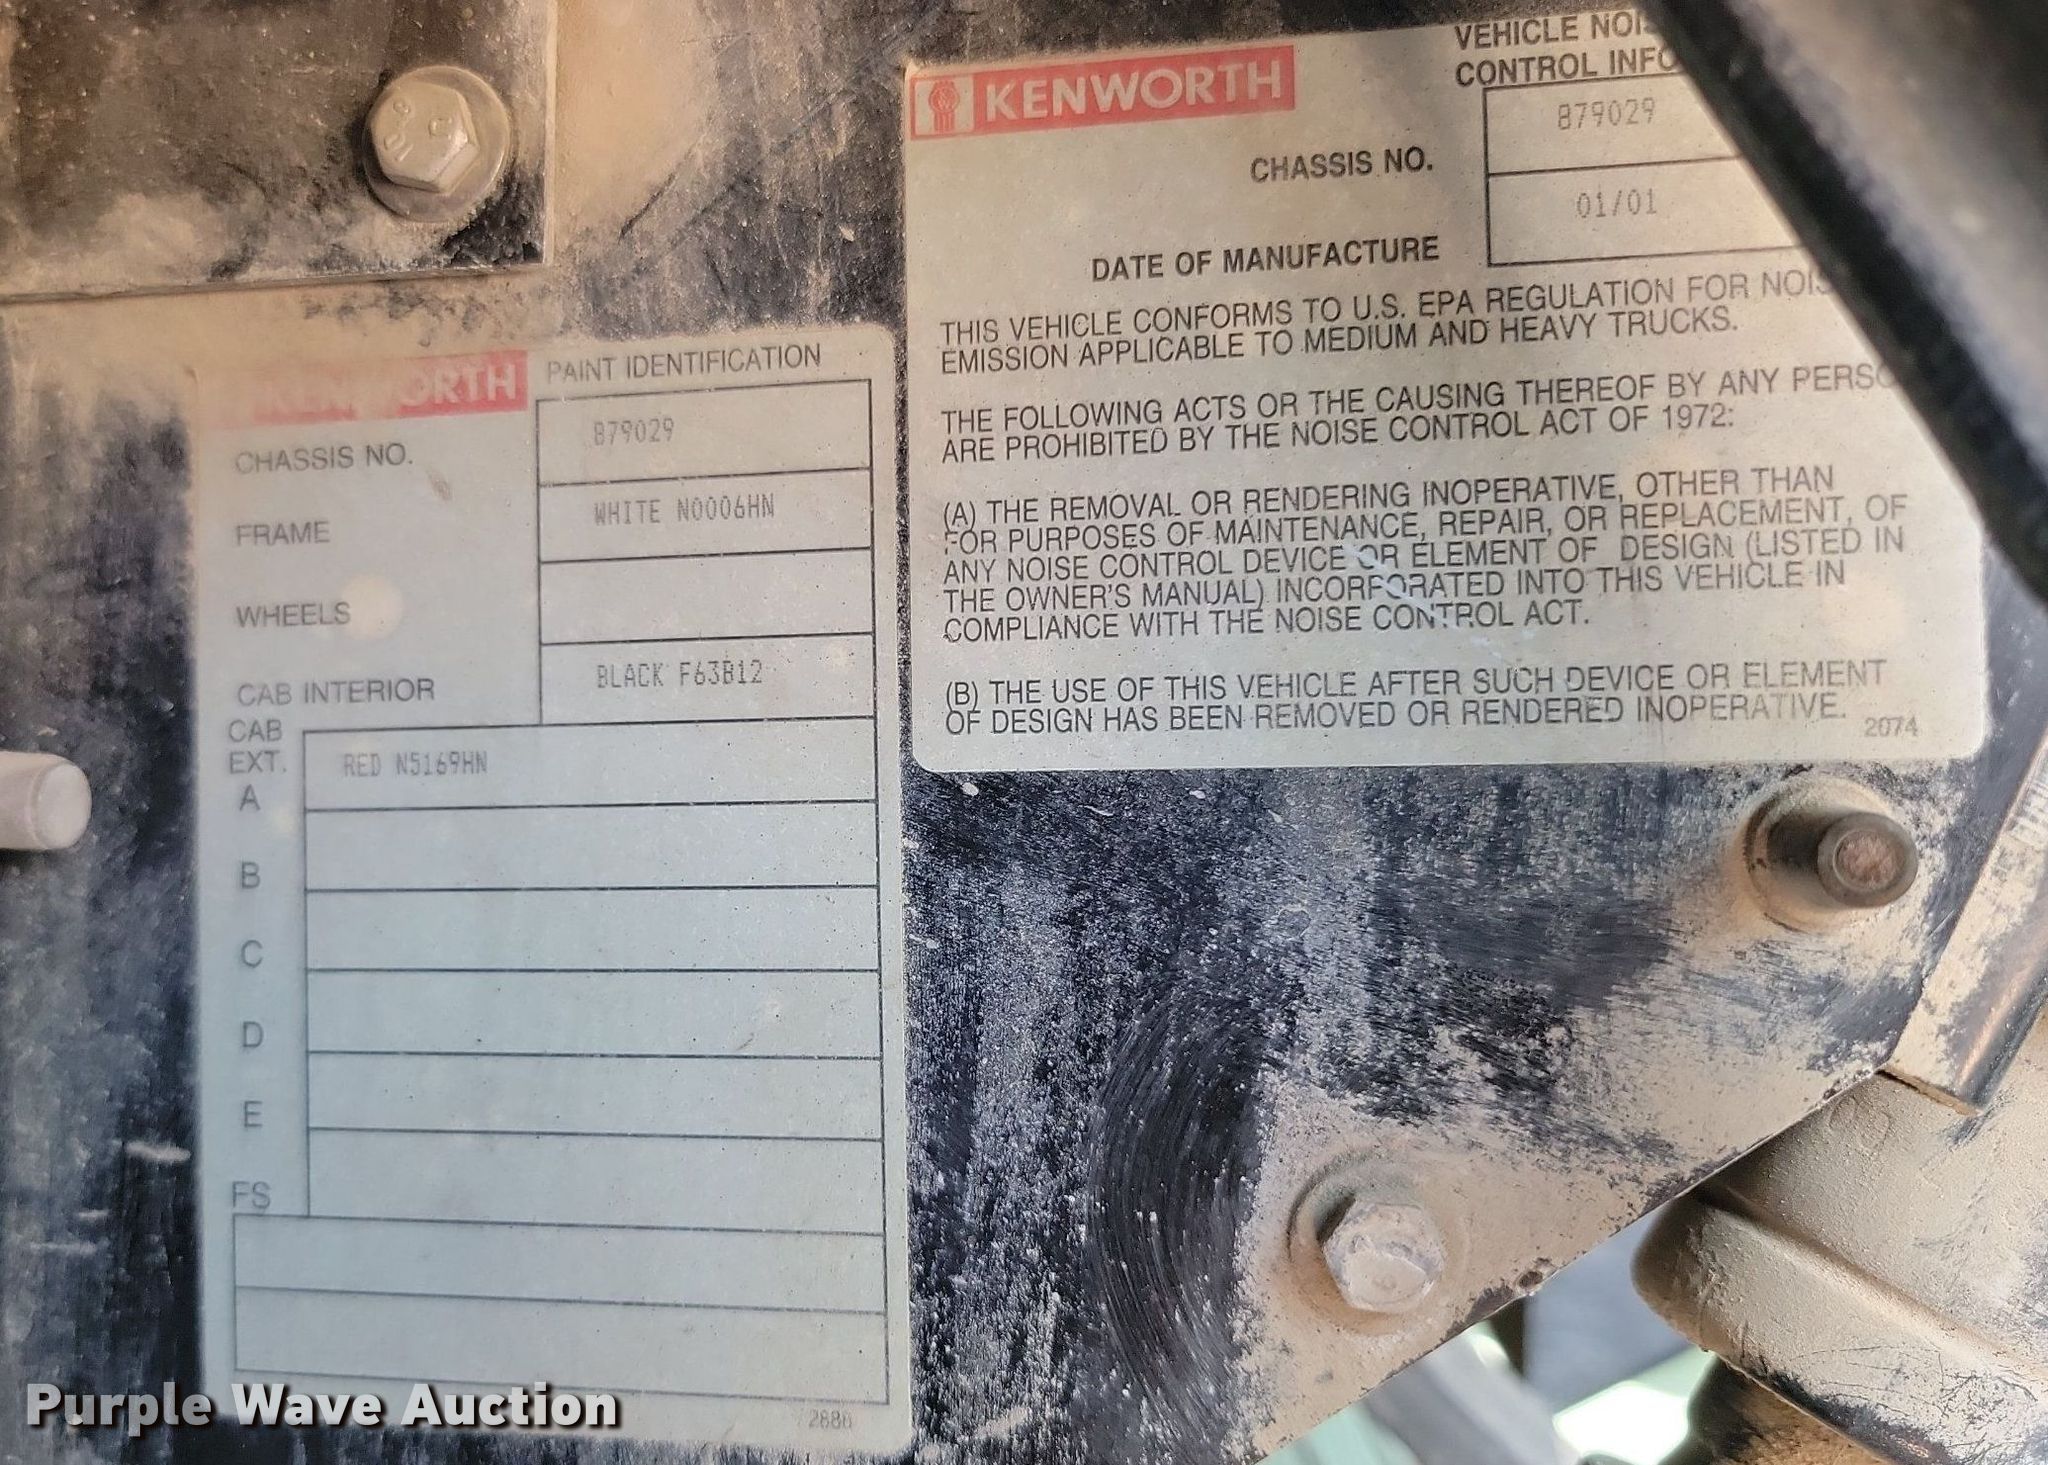 KENWORTH
PAINT IDENTIFICATION
CHASSIS NO.
879029
FRAME
WHITE N0006HN
WHEELS
CAB INTERIOR
BLACK F63B12
CAB
EXT.
A
RED N5169HN
B
C
D
E
FS
KENWORTH
VEHICLE NOIS
CONTROL INFO
CHASSIS NO.
879029
DATE OF MANUFACTURE
01/01
THIS VEHICLE CONFORMS TO U.S. EPA REGULATION FOR NOIS
EMISSION APPLICABLE TO MEDIUM AND HEAVY TRUCKS.
THE FOLLOWING ACTS OR THE CAUSING THEREOF BY ANY PERSO
ARE PROHIBITED BY THE NOISE CONTROL ACT OF 1972:
(A) THE REMOVAL OR RENDERING INOPERATIVE, OTHER THAN
FOR PURPOSES OF MAINTENANCE, REPAIR, OR REPLACEMENT, OF
ANY NOISE CONTROL DEVICE OR ELEMENT OF DESIGN (LISTED IN
THE OWNER'S MANUAL) INCORPORATED INTO THIS VEHICLE IN
COMPLIANCE WITH THE NOISE CONTROL ACT.
(B) THE USE OF THIS VEHICLE AFTER SUCH DEVICE OR ELEMENT
OF DESIGN HAS BEEN REMOVED OR RENDERED INOPERATIVE.
2074
10.9
Purple Wave Auction